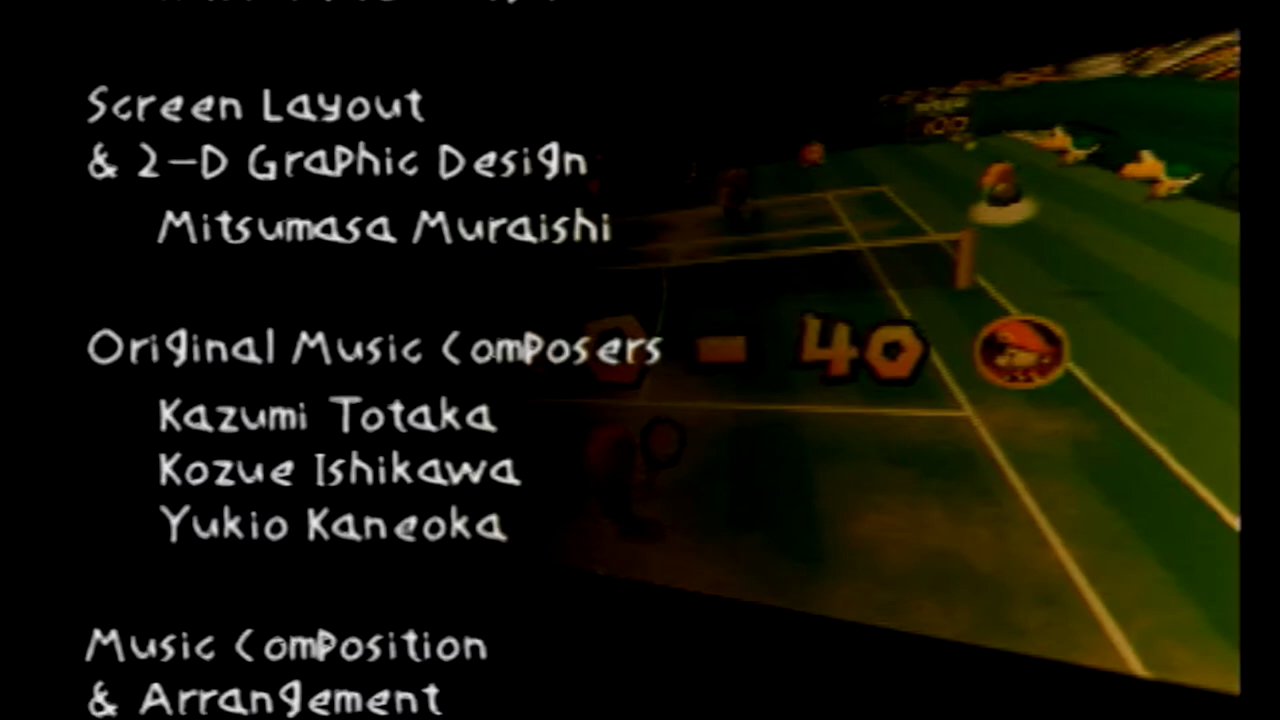 Screen Layout
& 2-D Graphic Design
Mitsumasa Muraishi
Original Music Composers
0 - 40
Kazumi Totaka
Kozue Ishikawa
Yukio Kaneoka
Music Composition
& Arrangement